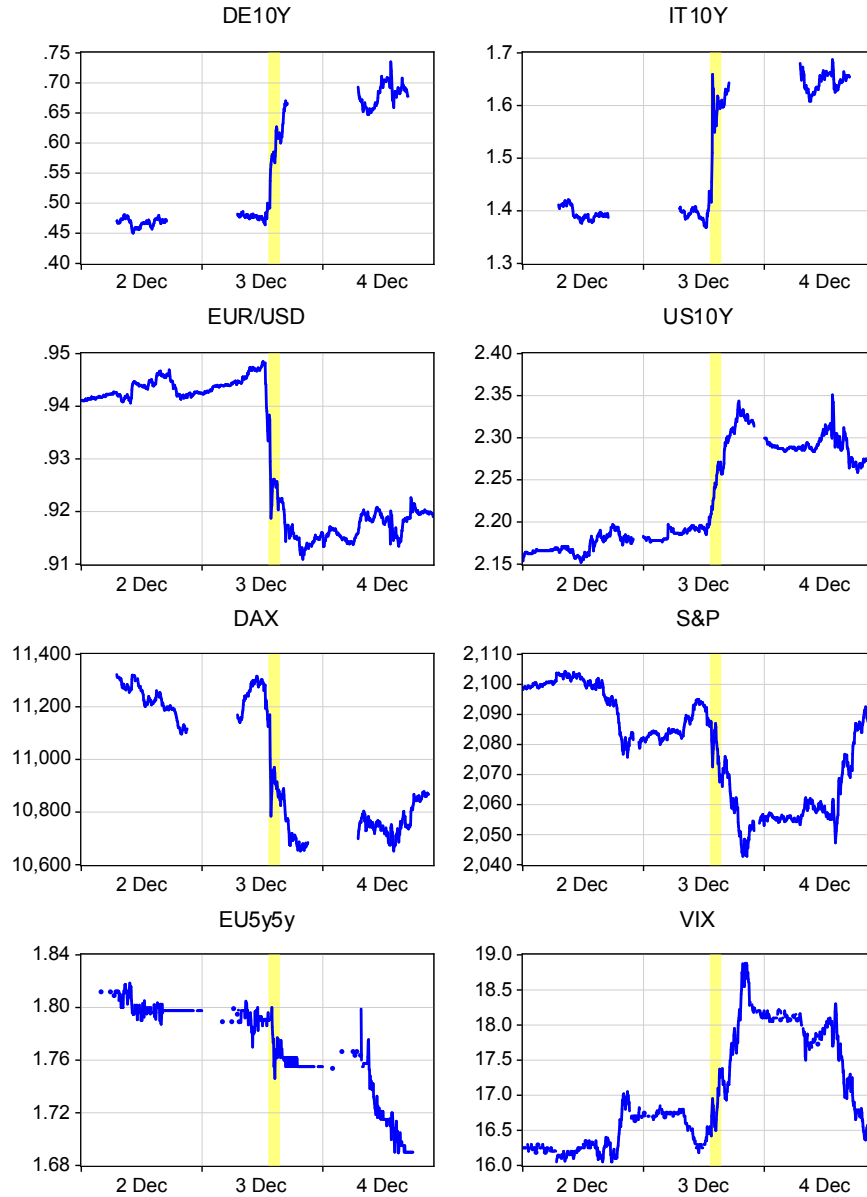 DE10Y
IT10Y
.75
.70
.65
.60
.55
.50
.45
.40
2 Dec
3 Dec
4 Dec
1.7
1.6
1.5
1.4
1.3
2 Dec
3 Dec
4 Dec
EUR/USD
US10Y
.95
.94
.93
.92
.91
2 Dec
3 Dec
4 Dec
2.40
2.35
2.30
2.25
2.20
2.15
2 Dec
3 Dec
4 Dec
DAX
S&P
11,400
11,200
11,000
10,800
10,600
2 Dec
3 Dec
4 Dec
2,110
2,100
2,090
2,080
2,070
2,060
2,050
2,040
2 Dec
3 Dec
4 Dec
EU5y5y
VIX
1.84
1.80
1.76
1.72
1.68
2 Dec
3 Dec
4 Dec
19.0
18.5
18.0
17.5
17.0
16.5
16.0
2 Dec
3 Dec
4 Dec